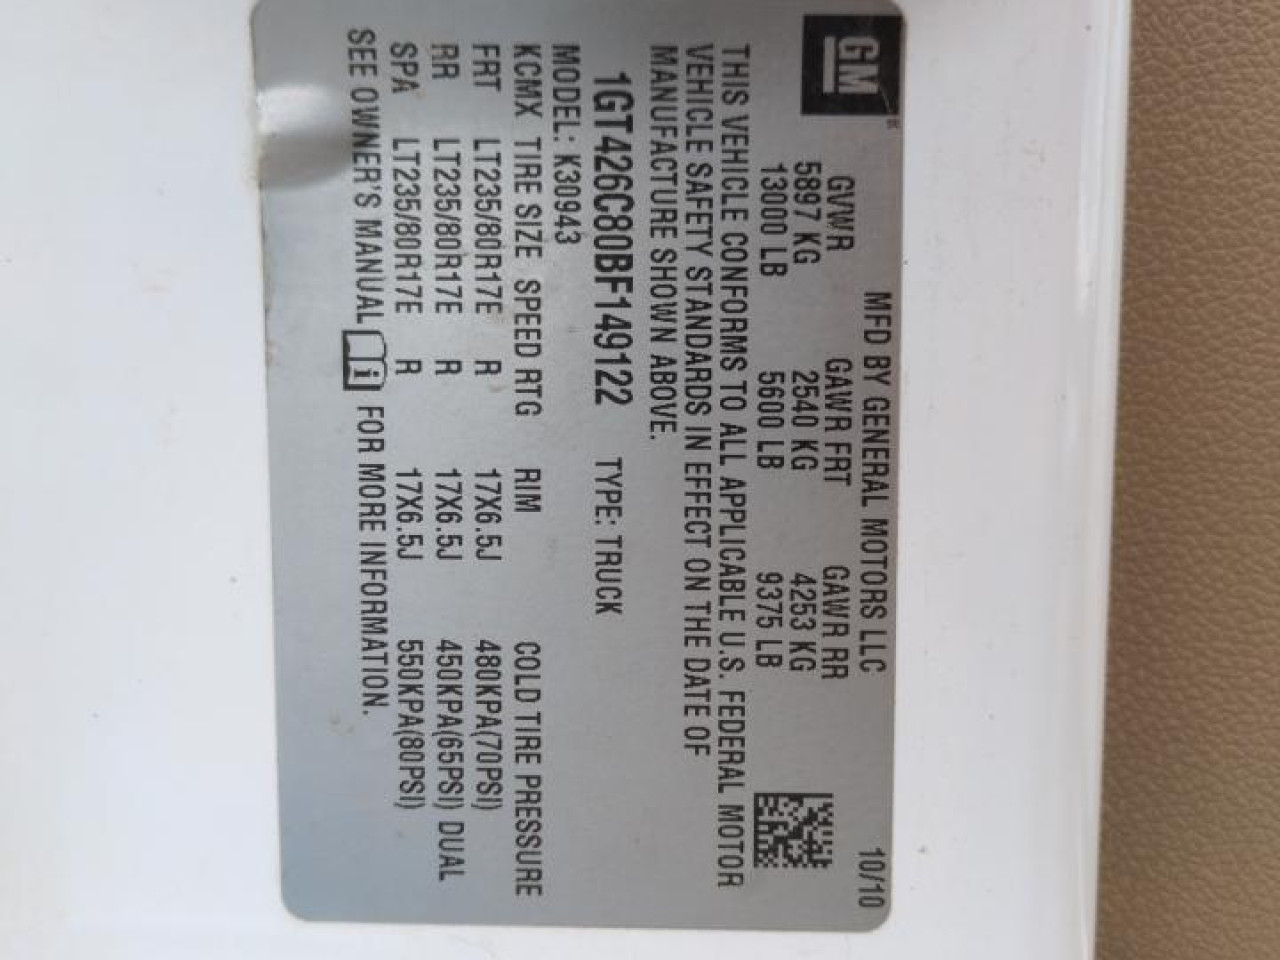 GM
MFD BY GENERAL MOTORS LLC 10/10
GVWR GAWR FRT GAWR RR
5897 KG 2540 KG 4253 KG
13000 LB 5600 LB 9375 LB
THIS VEHICLE CONFORMS TO ALL APPLICABLE U.S. FEDERAL MOTOR
VEHICLE SAFETY STANDARDS IN EFFECT ON THE DATE OF
MANUFACTURE SHOWN ABOVE.
1GT426C80BF149122 TYPE: TRUCK
MODEL: K30943
KCMX TIRE SIZE SPEED RTG RIM COLD TIRE PRESSURE
FRT LT235/80R17E R 17X6.5J 480KPA(70PSI)
RR LT235/80R17E R 17X6.5J 450KPA(65PSI) DUAL
SPA LT235/80R17E R 17X6.5J 550KPA(80PSI)
SEE OWNER'S MANUAL i FOR MORE INFORMATION.